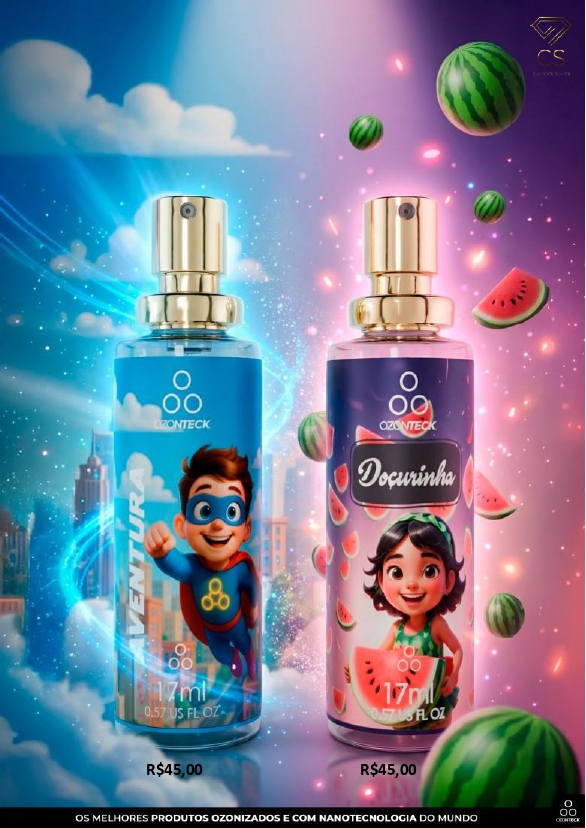 CS
OZONTECK
AVENTURA
17ml
0.57 US FL OZ
OZONTECK
Doçurinha
17ml
0.57 US FL OZ
R$45,00
R$45,00
OS MELHORES PRODUTOS OZONIZADOS E COM NANOTECNOLOGIA DO MUNDO
OZONTECK